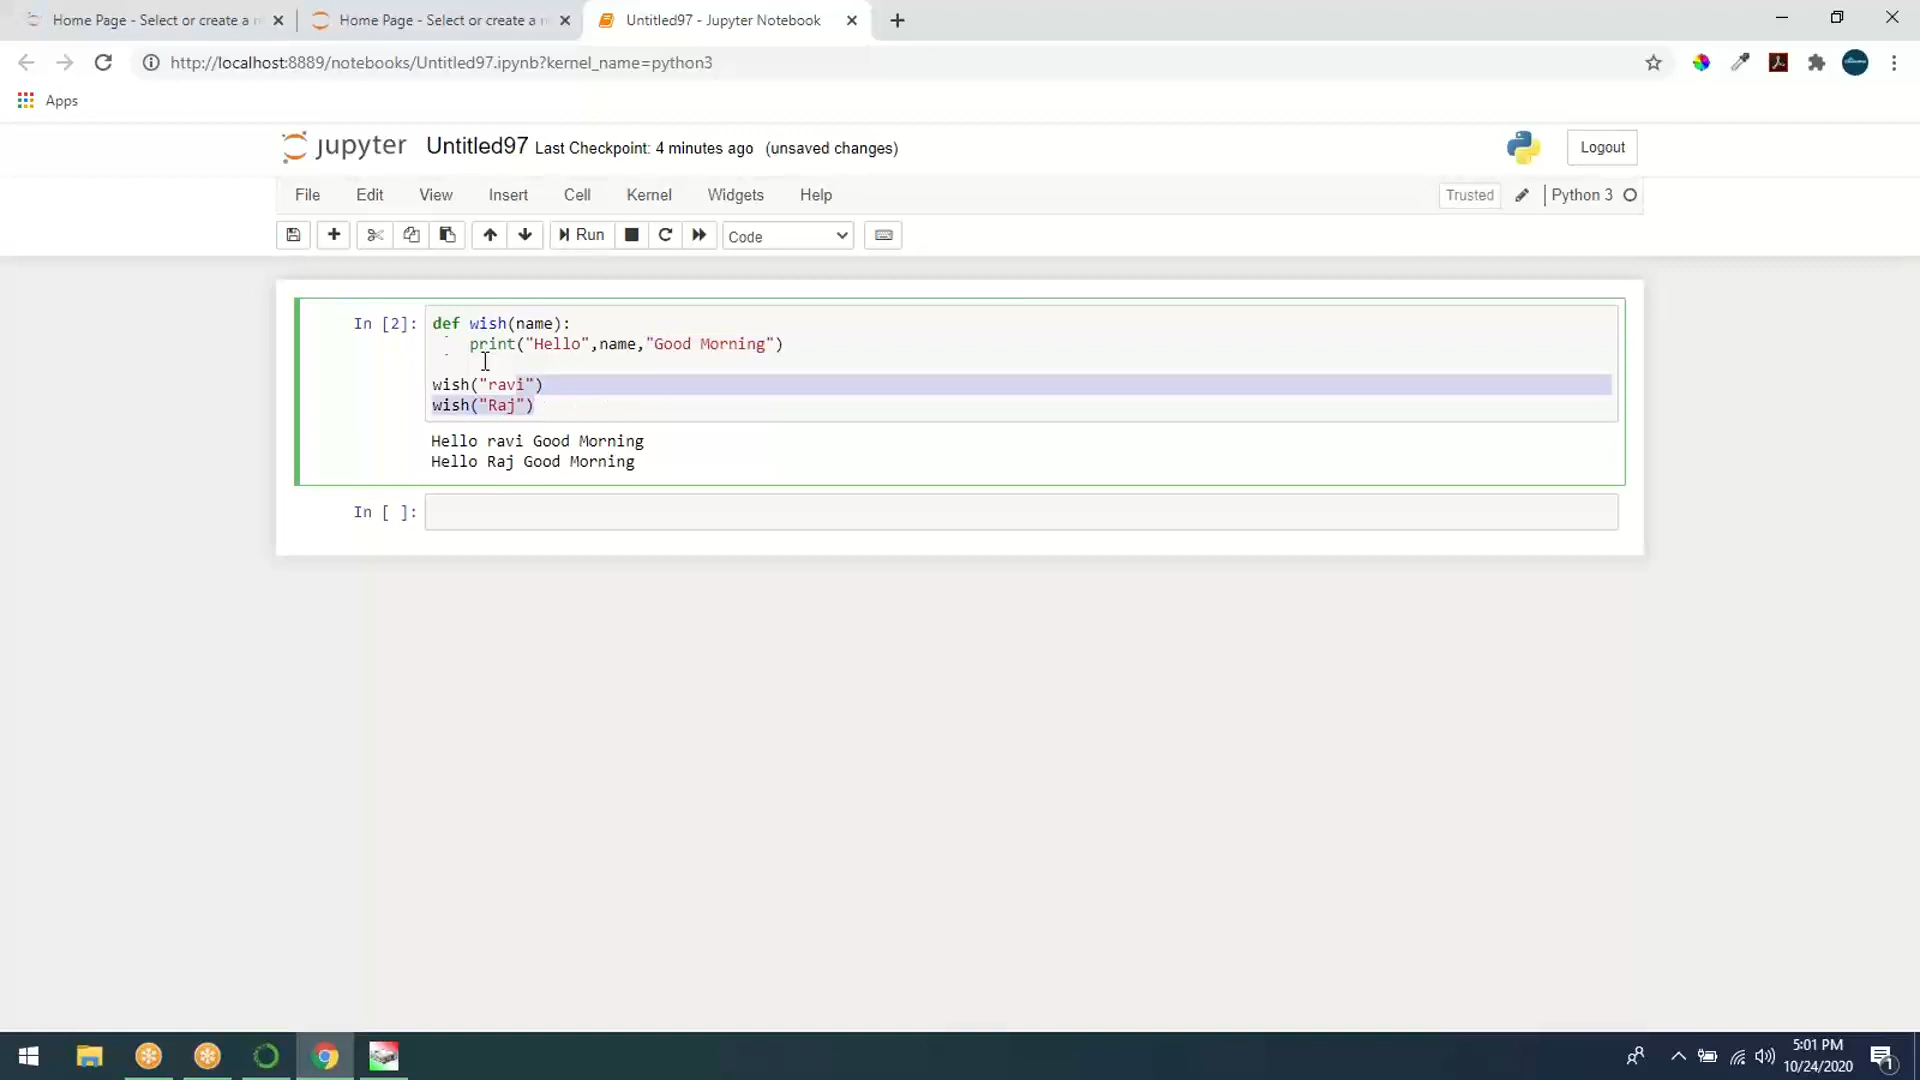 Home Page - Select or create a n
Home Page - Select or create a n
Untitled97 - Jupyter Notebook
http://localhost:8889/notebooks/Untitled97.ipynb?kernel_name=python3
Apps
jupyter Untitled97 Last Checkpoint: 4 minutes ago (unsaved changes)
Logout
File Edit View Insert Cell Kernel Widgets Help
Trusted Python 3
Run Code
In [2]: def wish(name):
print("Hello",name,"Good Morning")
wish("ravi")
wish("Raj")
Hello ravi Good Morning
Hello Raj Good Morning
In [ ]:
5:01 PM
10/24/2020
1